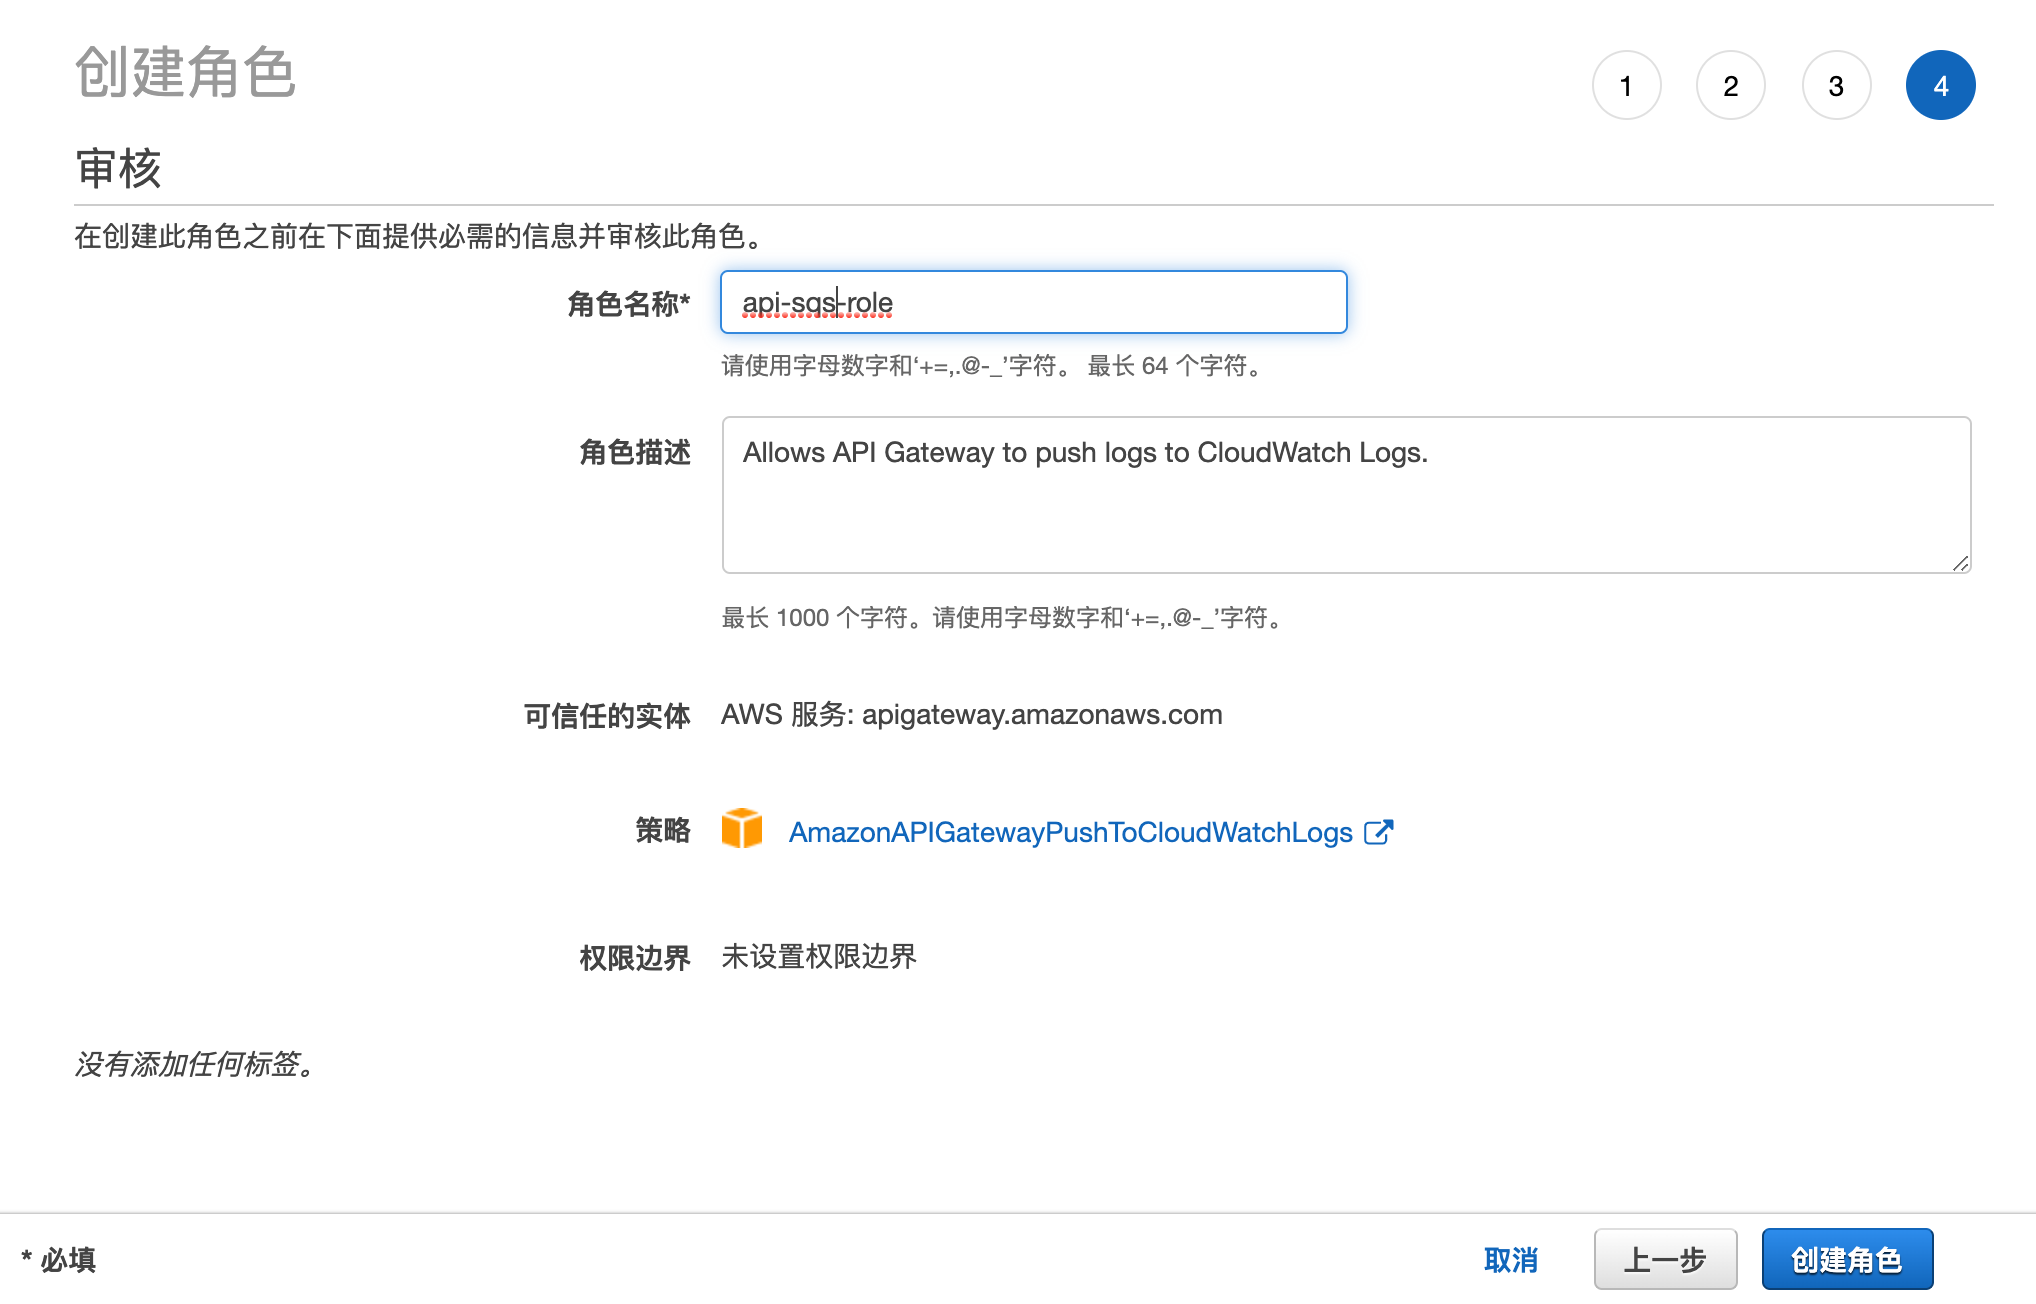 创建角色
1 2 3 4
审核
在创建此角色之前在下面提供必需的信息并审核此角色。
角色名称* api-sqs-role
请使用字母数字和‘+=,.@-_’字符。 最长 64 个字符。
角色描述 Allows API Gateway to push logs to CloudWatch Logs.
最长 1000 个字符。请使用字母数字和‘+=,.@-_’字符。
可信任的实体 AWS 服务: apigateway.amazonaws.com
策略 AmazonAPIGatewayPushToCloudWatchLogs
权限边界 未设置权限边界
没有添加任何标签。
* 必填 取消 上一步 创建角色